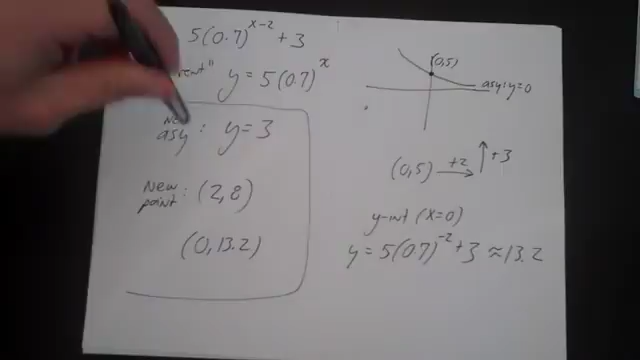 5(0.7)^(x-2) + 3
y = 5(0.7)^x
New
asy : y = 3
New
point : (2, 8)
(0, 13.2)
(0,5)
asy: y=0
(0,5) +2 → ↑ +3
y-int (x=0)
y = 5(0.7)^(-2) + 3 ≈ 13.2